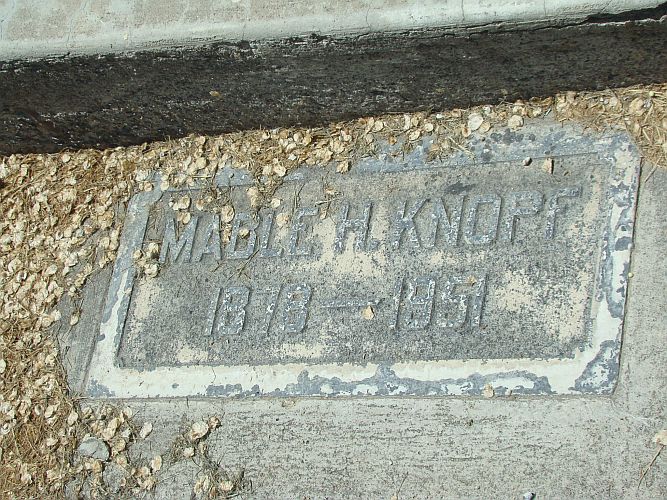 MABLE H. KNOPF
1878 — 1951